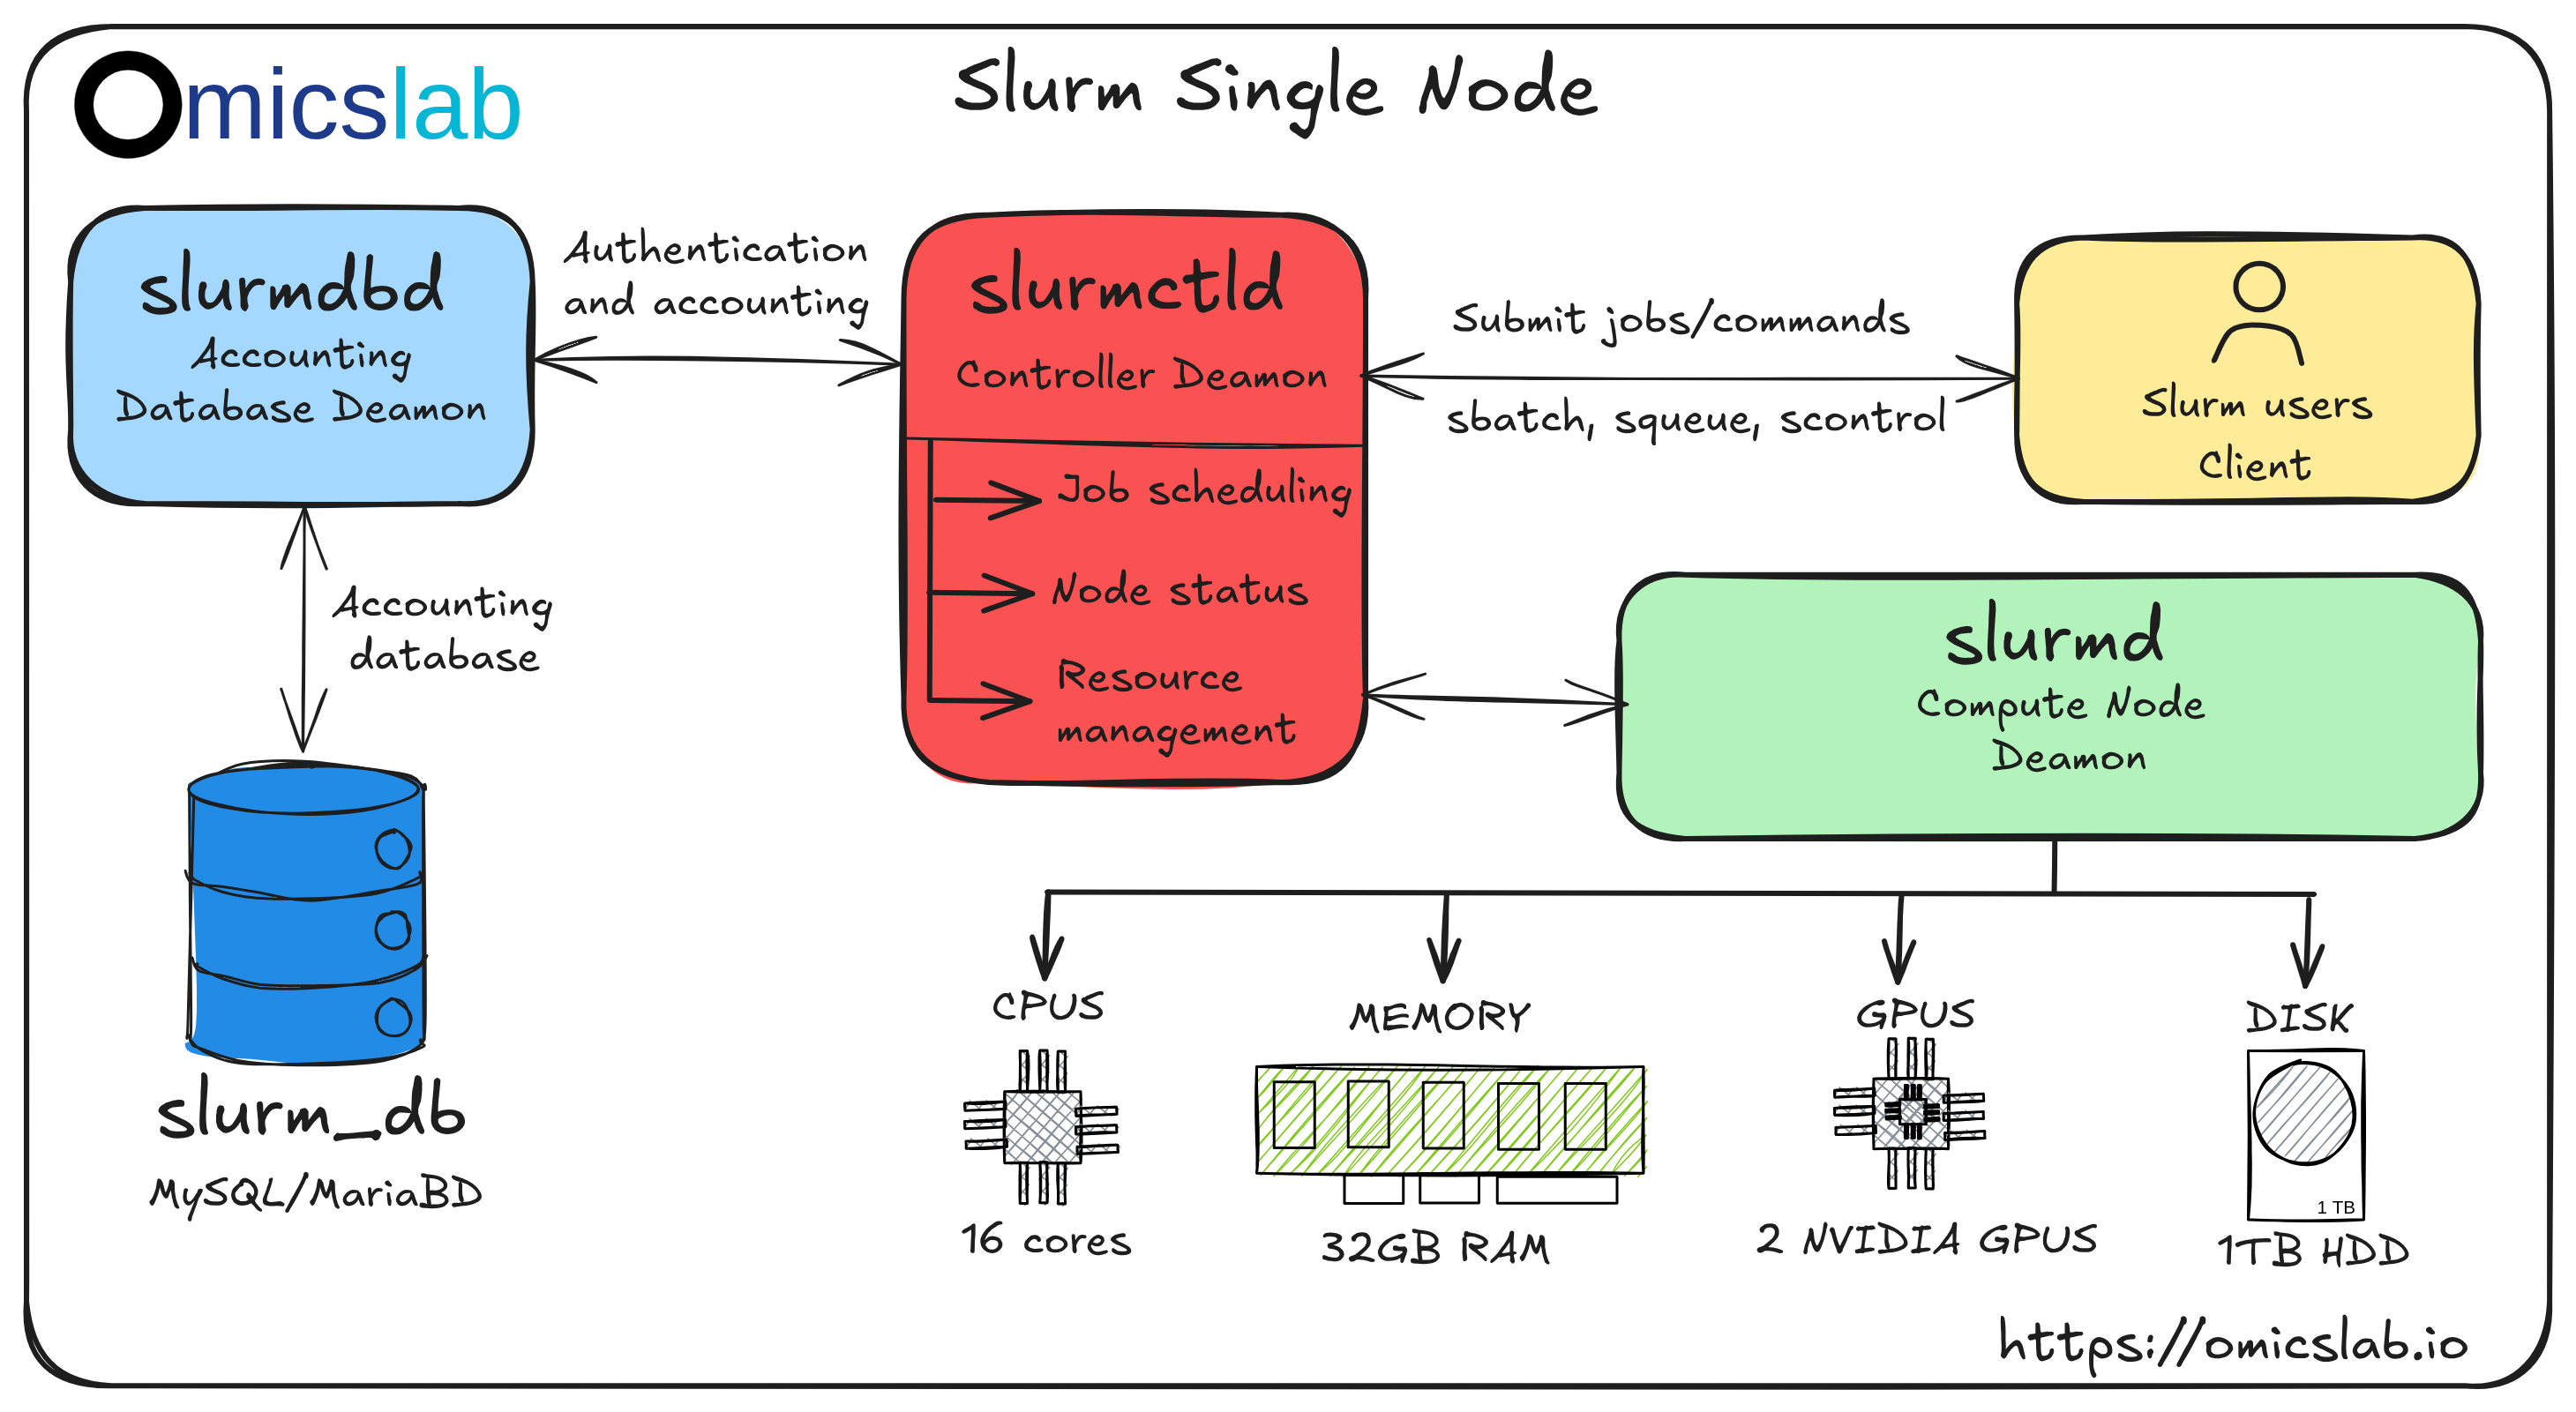 Omicslab
Slurm Single Node
slurmdbd
Accounting
Database Deamon
Authentication
and accounting
slurmctld
Controller Deamon
Job scheduling
Node status
Resource
management
Submit jobs/commands
sbatch, squeue, scontrol
Slurm users
Client
slurmd
Compute Node
Deamon
Accounting
database
slurm_db
MySQL/MariaBD
CPUS
16 cores
MEMORY
32GB RAM
GPUS
2 NVIDIA GPUS
DISK
1 TB
1TB HDD
https://omicslab.io